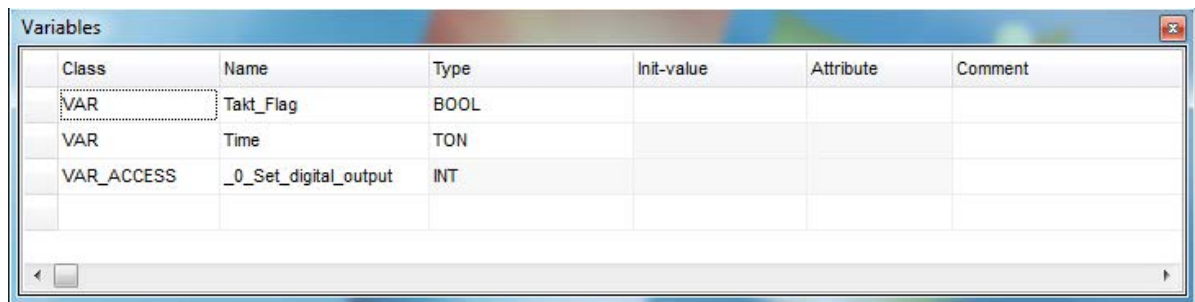 Variables
Class Name Type Init-value Attribute Comment
VAR Takt_Flag BOOL
VAR Time TON
VAR_ACCESS _0_Set_digital_output INT